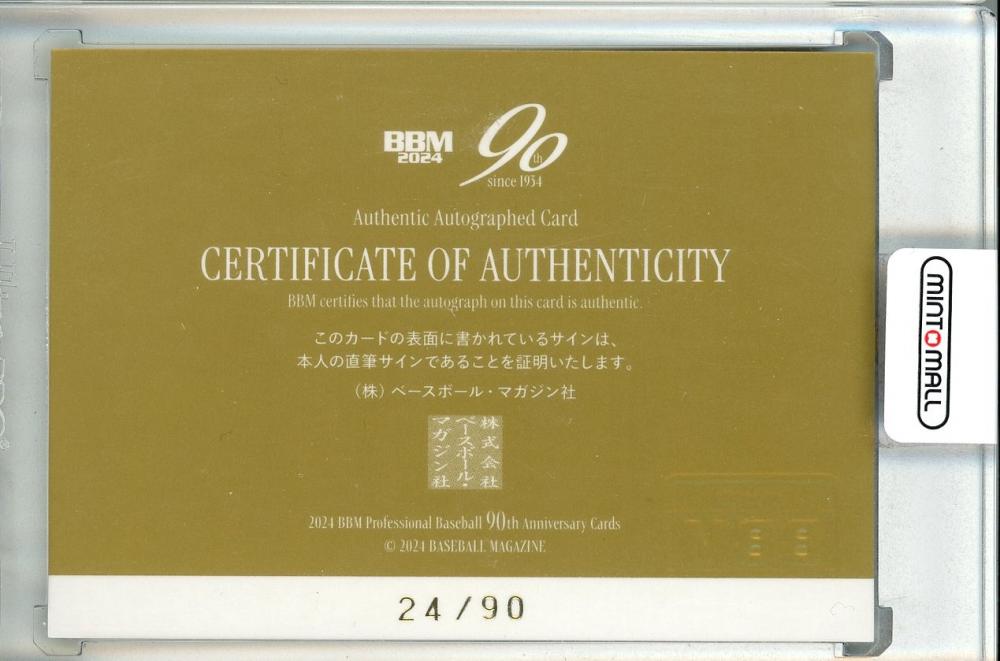 BBM
2024
90th
since 1934
Authentic Autographed Card
CERTIFICATE OF AUTHENTICITY
BBM certifies that the autograph on this card is authentic.
このカードの表面に書かれているサインは、
本人の直筆サインであることを証明いたします。
（株）ベースボール・マガジン社
株式会社
ベースボール・
マガジン社
2024 BBM Professional Baseball 90th Anniversary Cards
© 2024 BASEBALL MAGAZINE
24/90
MINT MALL